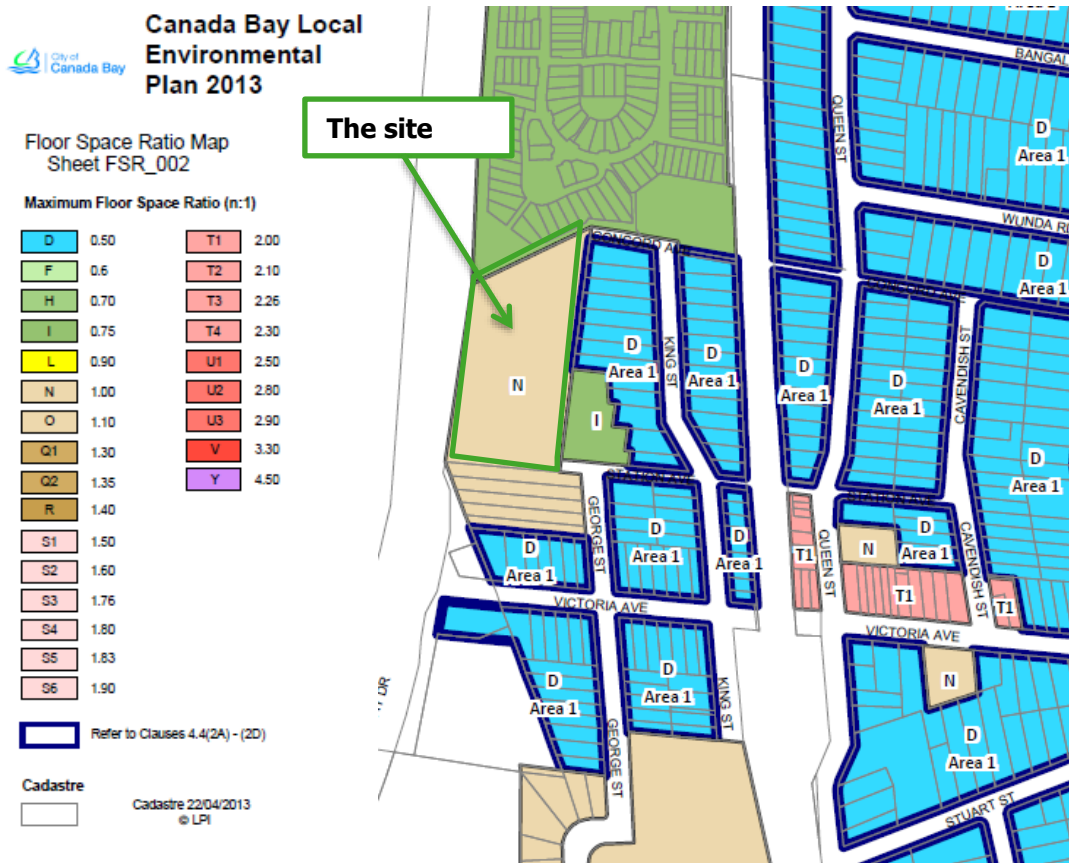 City of
Canada Bay
Canada Bay Local
Environmental
Plan 2013
Floor Space Ratio Map
Sheet FSR_002
Maximum Floor Space Ratio (n:1)
D 0.50
F 0.6
H 0.70
I 0.75
L 0.90
N 1.00
O 1.10
Q1 1.30
Q2 1.35
R 1.40
S1 1.50
S2 1.60
S3 1.76
S4 1.80
S5 1.83
S6 1.90
T1 2.00
T2 2.10
T3 2.26
T4 2.30
U1 2.50
U2 2.80
U3 2.90
V 3.30
Y 4.50
Refer to Clauses 4.4(2A) - (2D)
Cadastre
Cadastre 22/04/2013
© LPI
The site
Area 1
BANGAL
QUEEN ST
D
Area 1
WUNDA R
D
Area 1
N
D
Area 1
KING ST
D
Area 1
D
Area 1
D
Area 1
CAVENDISH ST
D
Area 1
I
GEORGE ST
D
Area 1
D
Area 1
D
Area 1
T1
QUEEN ST
N
D
Area 1
T1
CAVENDISH ST
T1
VICTORIA AVE
VICTORIA AVE
D
Area 1
D
Area 1
GEORGE ST
KING ST
N
D
Area 1
STUART ST
DR